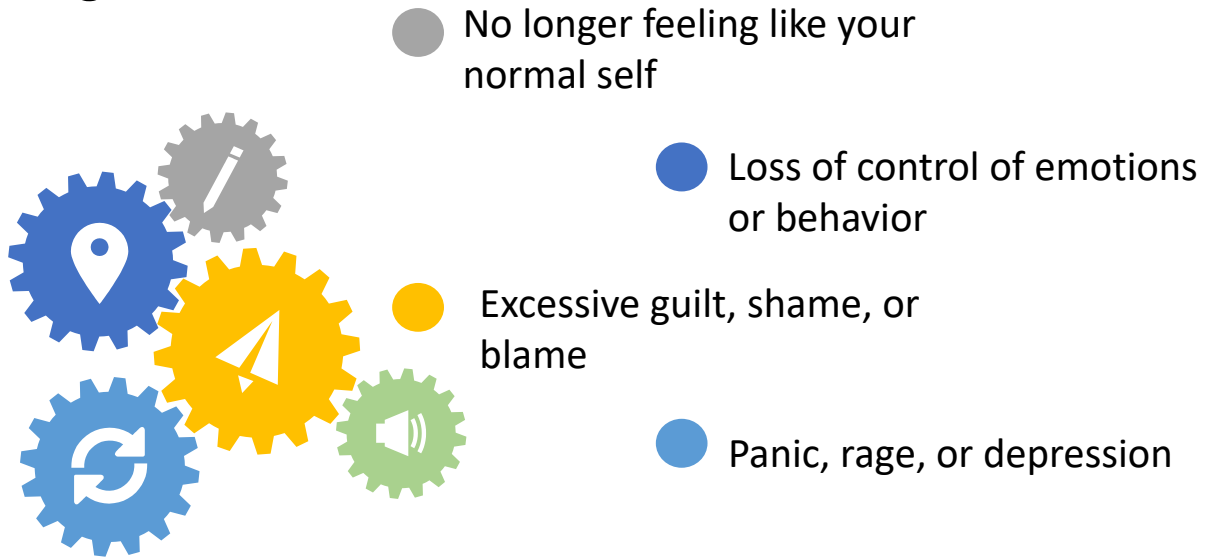 No longer feeling like your
normal self
Loss of control of emotions
or behavior
Excessive guilt, shame, or
blame
Panic, rage, or depression